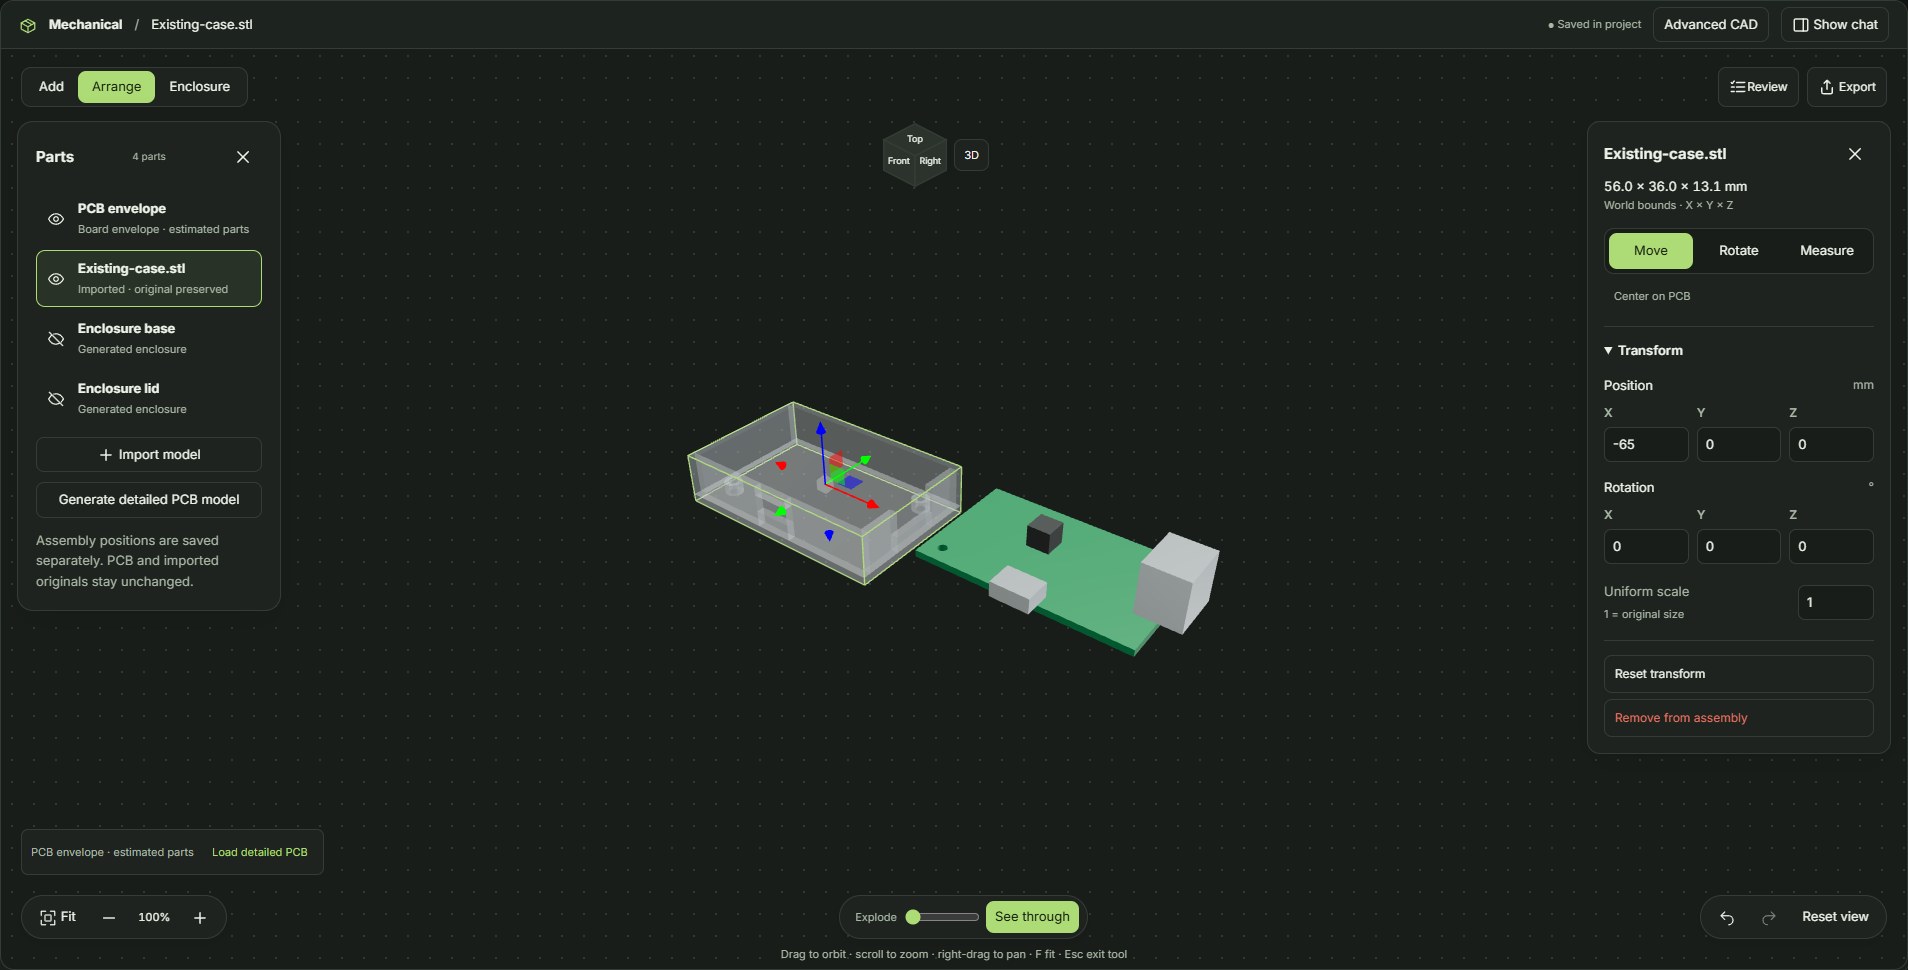 Mechanical / Existing-case.stl
Saved in project
Advanced CAD
Show chat
Add
Arrange
Enclosure
Review
Export
Parts
4 parts
PCB envelope
Board envelope · estimated parts
Existing-case.stl
Imported · original preserved
Enclosure base
Generated enclosure
Enclosure lid
Generated enclosure
Import model
Generate detailed PCB model
Assembly positions are saved
separately. PCB and imported
originals stay unchanged.
Top
Front
Right
3D
Existing-case.stl
56.0 × 36.0 × 13.1 mm
World bounds · X × Y × Z
Move
Rotate
Measure
Center on PCB
Transform
Position
mm
X
Y
Z
-65
0
0
Rotation
°
X
Y
Z
0
0
0
Uniform scale
1 = original size
1
Reset transform
Remove from assembly
PCB envelope · estimated parts
Load detailed PCB
Fit
100%
Explode
See through
Reset view
Drag to orbit · scroll to zoom · right-drag to pan · F fit · Esc exit tool